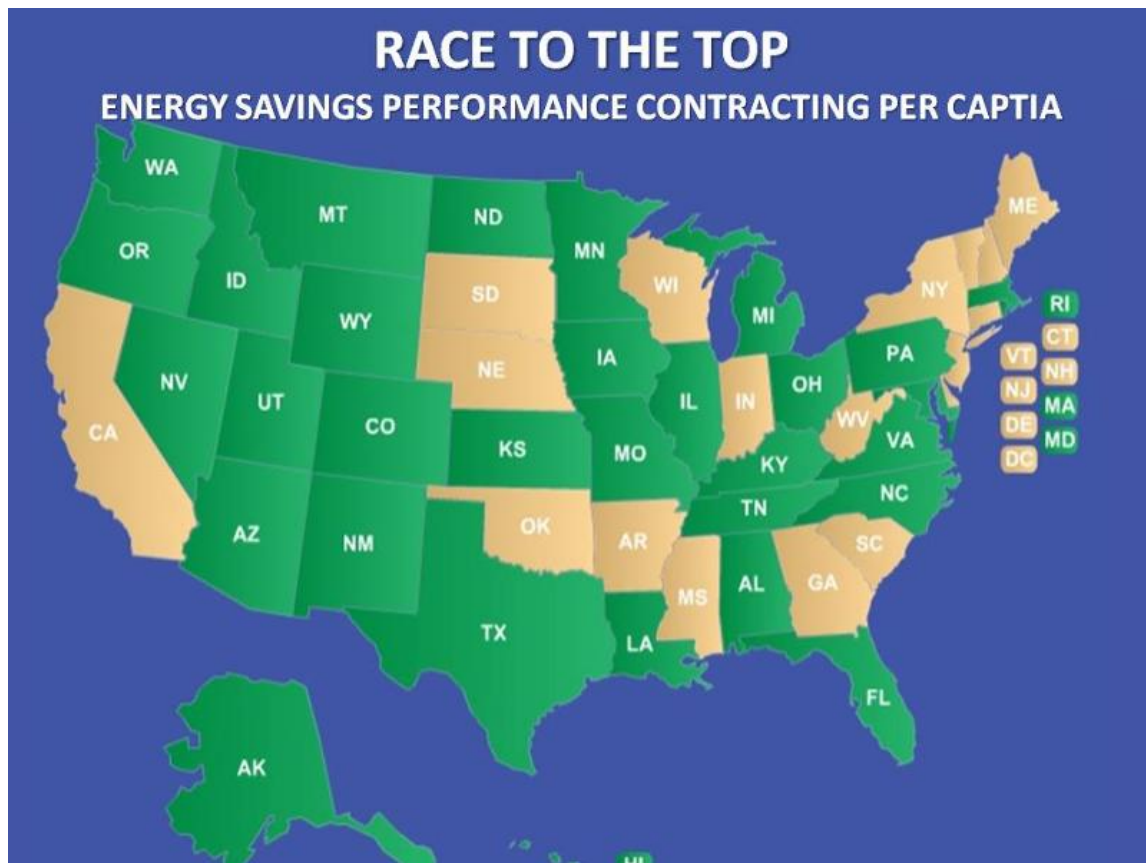 RACE TO THE TOP
ENERGY SAVINGS PERFORMANCE CONTRACTING PER CAPTIA
WA
MT
ND
MN
ME
OR
ID
SD
WI
NY
WY
MI
RI
IA
PA
CT
NV
NE
VT
NH
UT
IL
IN
OH
NJ
MA
CA
CO
KS
MO
WV
VA
DE
MD
KY
DC
AZ
NM
OK
AR
TN
NC
SC
MS
AL
GA
TX
LA
FL
AK
HI